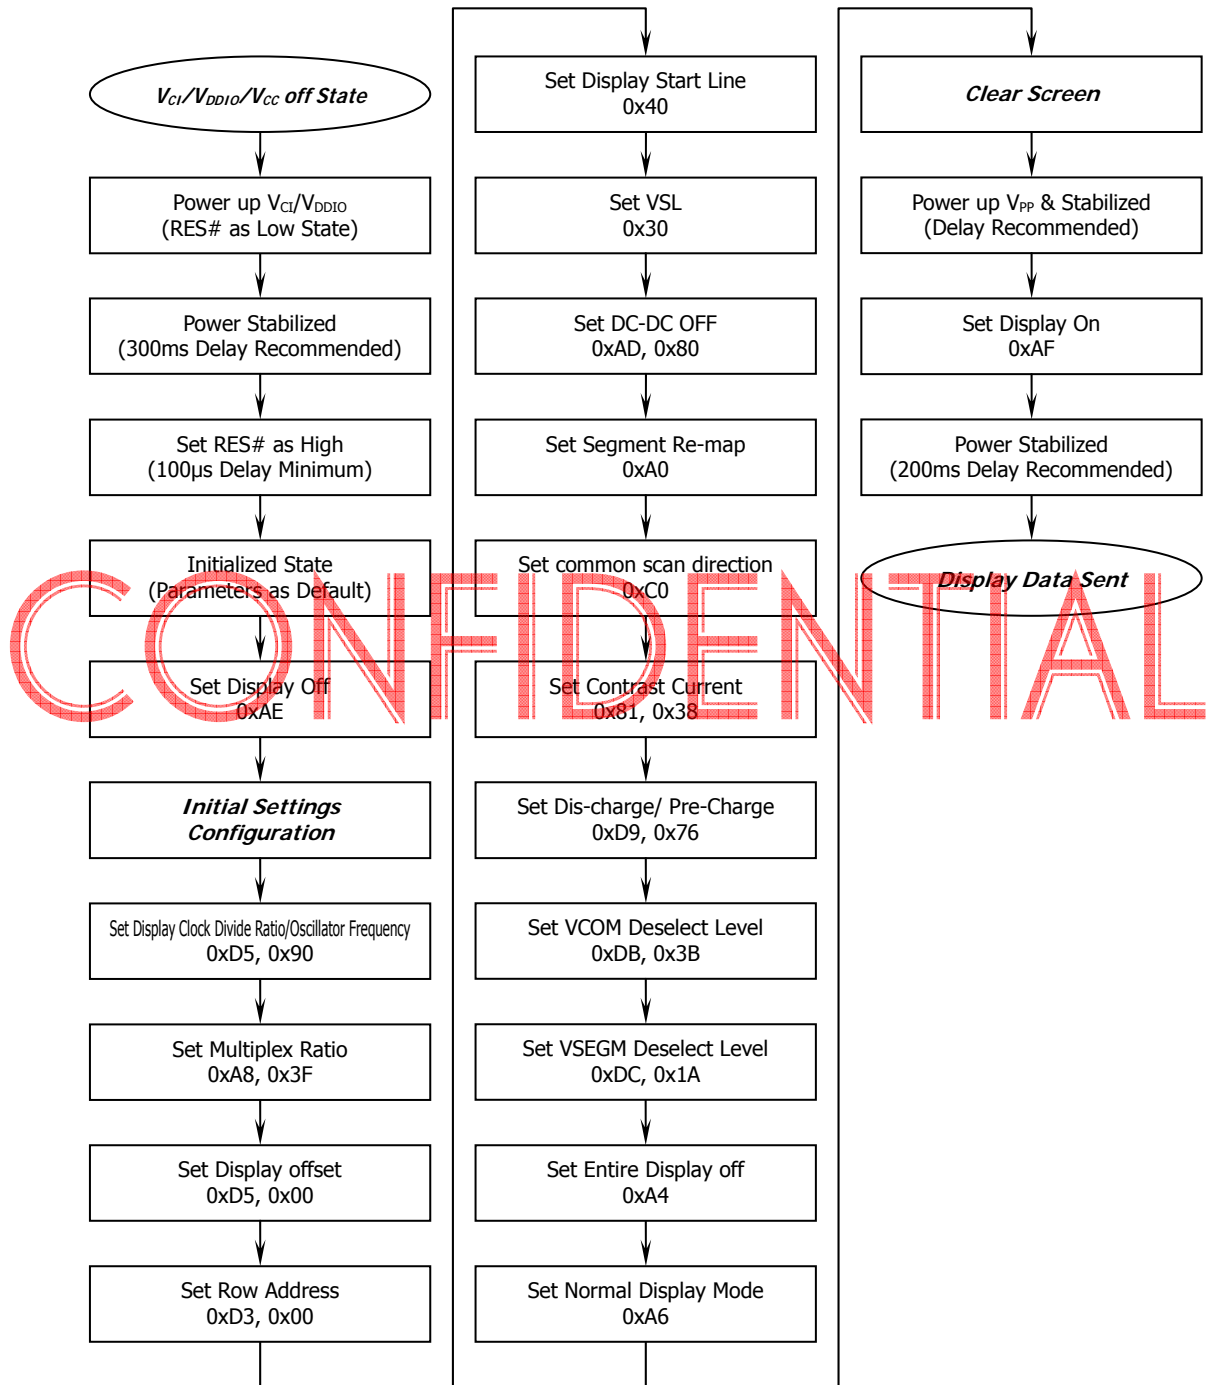 V_CI/V_DDIO/V_CC off State
Power up V_CI/V_DDIO
(RES# as Low State)
Power Stabilized
(300ms Delay Recommended)
Set RES# as High
(100μs Delay Minimum)
Initialized State
(Parameters as Default)
Set Display Off
0xAE
Initial Settings
Configuration
Set Display Clock Divide Ratio/Oscillator Frequency
0xD5, 0x90
Set Multiplex Ratio
0xA8, 0x3F
Set Display offset
0xD5, 0x00
Set Row Address
0xD3, 0x00
Set Display Start Line
0x40
Set VSL
0x30
Set DC-DC OFF
0xAD, 0x80
Set Segment Re-map
0xA0
Set common scan direction
0xC0
Set Contrast Current
0x81, 0x38
Set Dis-charge/ Pre-Charge
0xD9, 0x76
Set VCOM Deselect Level
0xDB, 0x3B
Set VSEGM Deselect Level
0xDC, 0x1A
Set Entire Display off
0xA4
Set Normal Display Mode
0xA6
Clear Screen
Power up V_PP & Stabilized
(Delay Recommended)
Set Display On
0xAF
Power Stabilized
(200ms Delay Recommended)
Display Data Sent
CONFIDENTIAL